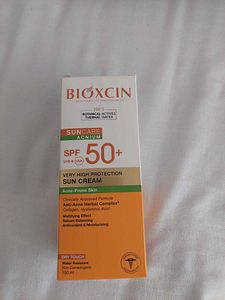 BIOXCIN
BOTANICAL ACTIVES
THERMAL WATER
SUNCARE
ACNIUM
SPF 50+
UVB & UVA
VERY HIGH PROTECTION
SUN CREAM
Acne-Prone Skin
Clinically Approved Formula
Anti-Acne Herbal Complex*
Collagen, Hyaluronic Acid
Mattifying Effect
Sebum Balancing
Antioxidant & Moisturizing
DRY TOUCH
Water Resistant
Non-Comedogenic